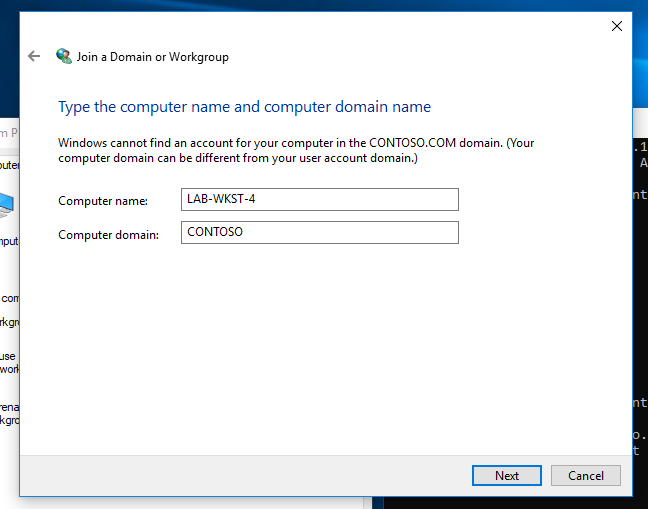 Join a Domain or Workgroup
Type the computer name and computer domain name
Windows cannot find an account for your computer in the CONTOSO.COM domain. (Your
computer domain can be different from your user account domain.)
Computer name:
LAB-WKST-4
Computer domain:
CONTOSO
Next
Cancel